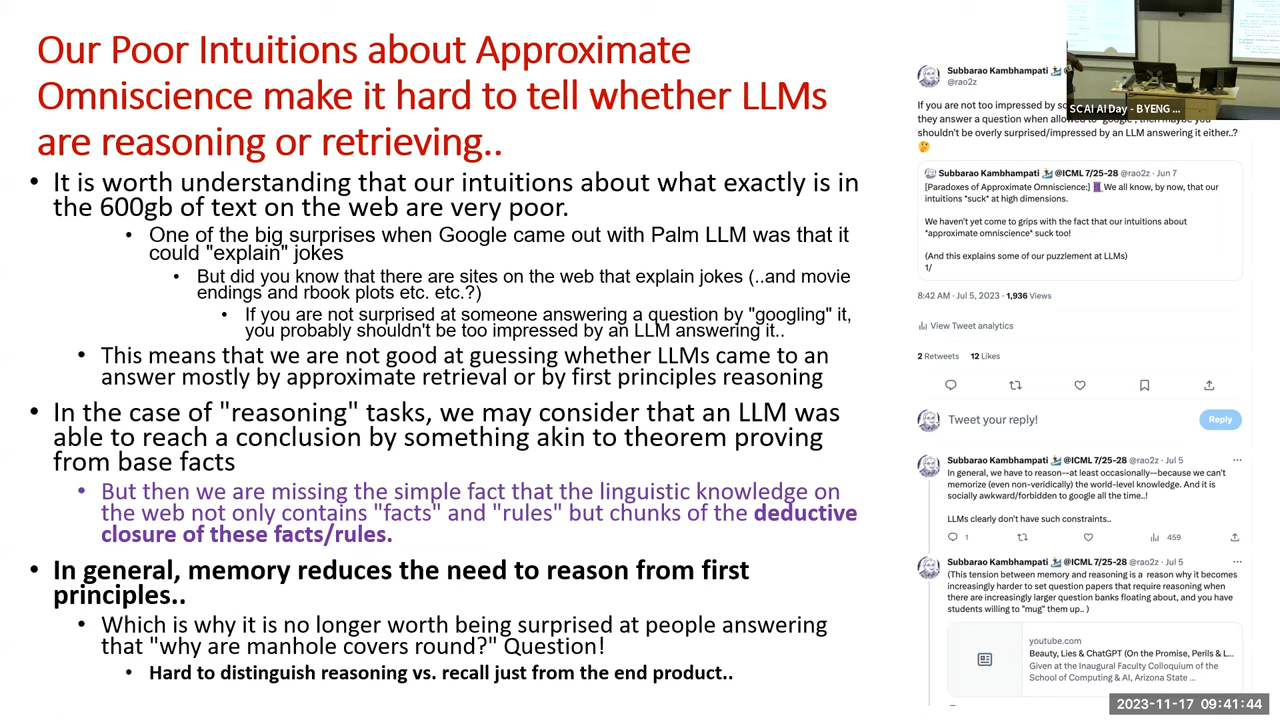 Our Poor Intuitions about Approximate
Omniscience make it hard to tell whether LLMs
are reasoning or retrieving..
• It is worth understanding that our intuitions about what exactly is in
the 600gb of text on the web are very poor.
• One of the big surprises when Google came out with Palm LLM was that it
could "explain" jokes
• But did you know that there are sites on the web that explain jokes (..and movie
endings and rbook plots etc. etc.?)
• If you are not surprised at someone answering a question by "googling" it,
you probably shouldn't be too impressed by an LLM answering it..
• This means that we are not good at guessing whether LLMs came to an
answer mostly by approximate retrieval or by first principles reasoning
• In the case of "reasoning" tasks, we may consider that an LLM was
able to reach a conclusion by something akin to theorem proving
from base facts
• But then we are missing the simple fact that the linguistic knowledge on
the web not only contains "facts" and "rules" but chunks of the deductive
closure of these facts/rules.
• In general, memory reduces the need to reason from first
principles..
• Which is why it is no longer worth being surprised at people answering
that "why are manhole covers round?" Question!
• Hard to distinguish reasoning vs. recall just from the end product..
Subbarao Kambhampati
@rao2z
SCAI AI Day - BYENG ...
If you are not too impressed by
they answer a question when allowed to
shouldn't be overly surprised/impressed by an LLM answering it either..?
🤔
Subbarao Kambhampati 🏄 @ICML 7/25-28 @rao2z · Jun 7
[Paradoxes of Approximate Omniscience:] 🧵We all know, by now, that our
intuitions *suck* at high dimensions.
We haven't yet come to grips with the fact that our intuitions about
*approximate omniscience* suck too!
(And this explains some of our puzzlement at LLMs)
1/
8:42 AM · Jul 5, 2023 · 1,936 Views
View Tweet analytics
2 Retweets 12 Likes
Tweet your reply!
Reply
Subbarao Kambhampati 🏄 @ICML 7/25-28 @rao2z · Jul 5
In general, we have to reason--at least occasionally--because we can't
memorize (even non-veridically) the world-level knowledge. And it is
socially awkward/forbidden to google all the time..!
LLMs clearly don't have such constraints..
1 459
Subbarao Kambhampati 🏄 @ICML 7/25-28 @rao2z · Jul 5
(This tension between memory and reasoning is a reason why it becomes
increasingly harder to set question papers that require reasoning when
there are increasingly larger question banks floating about, and you have
students willing to "mug" them up.. )
youtube.com
Beauty, Lies & ChatGPT (On the Promise, Perils & L...
Given at the Inaugural Faculty Colloquium of the
School of Computing & AI, Arizona State ...
2023-11-17 09:41:44